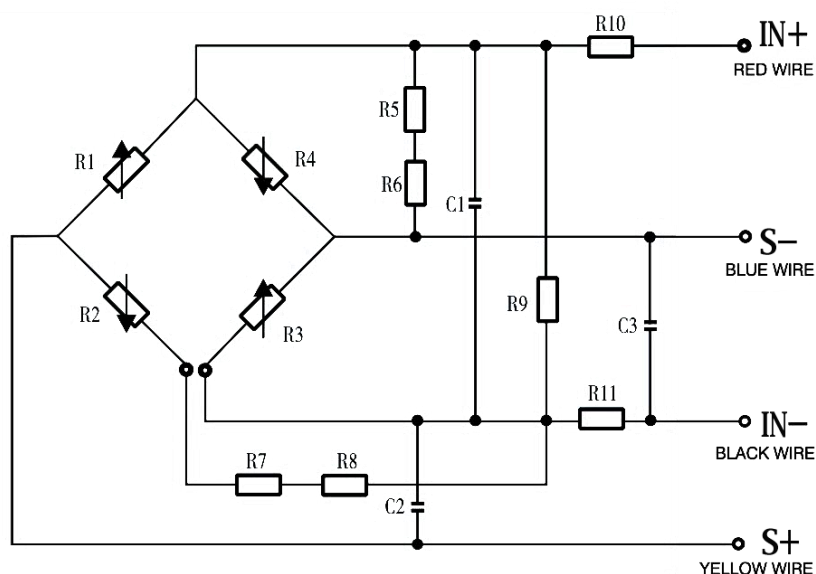 R10
IN+
RED WIRE
R5
R1
R4
R6
C1
S−
BLUE WIRE
R2
R3
R9
C3
R11
IN−
BLACK WIRE
R7
R8
C2
S+
YELLOW WIRE